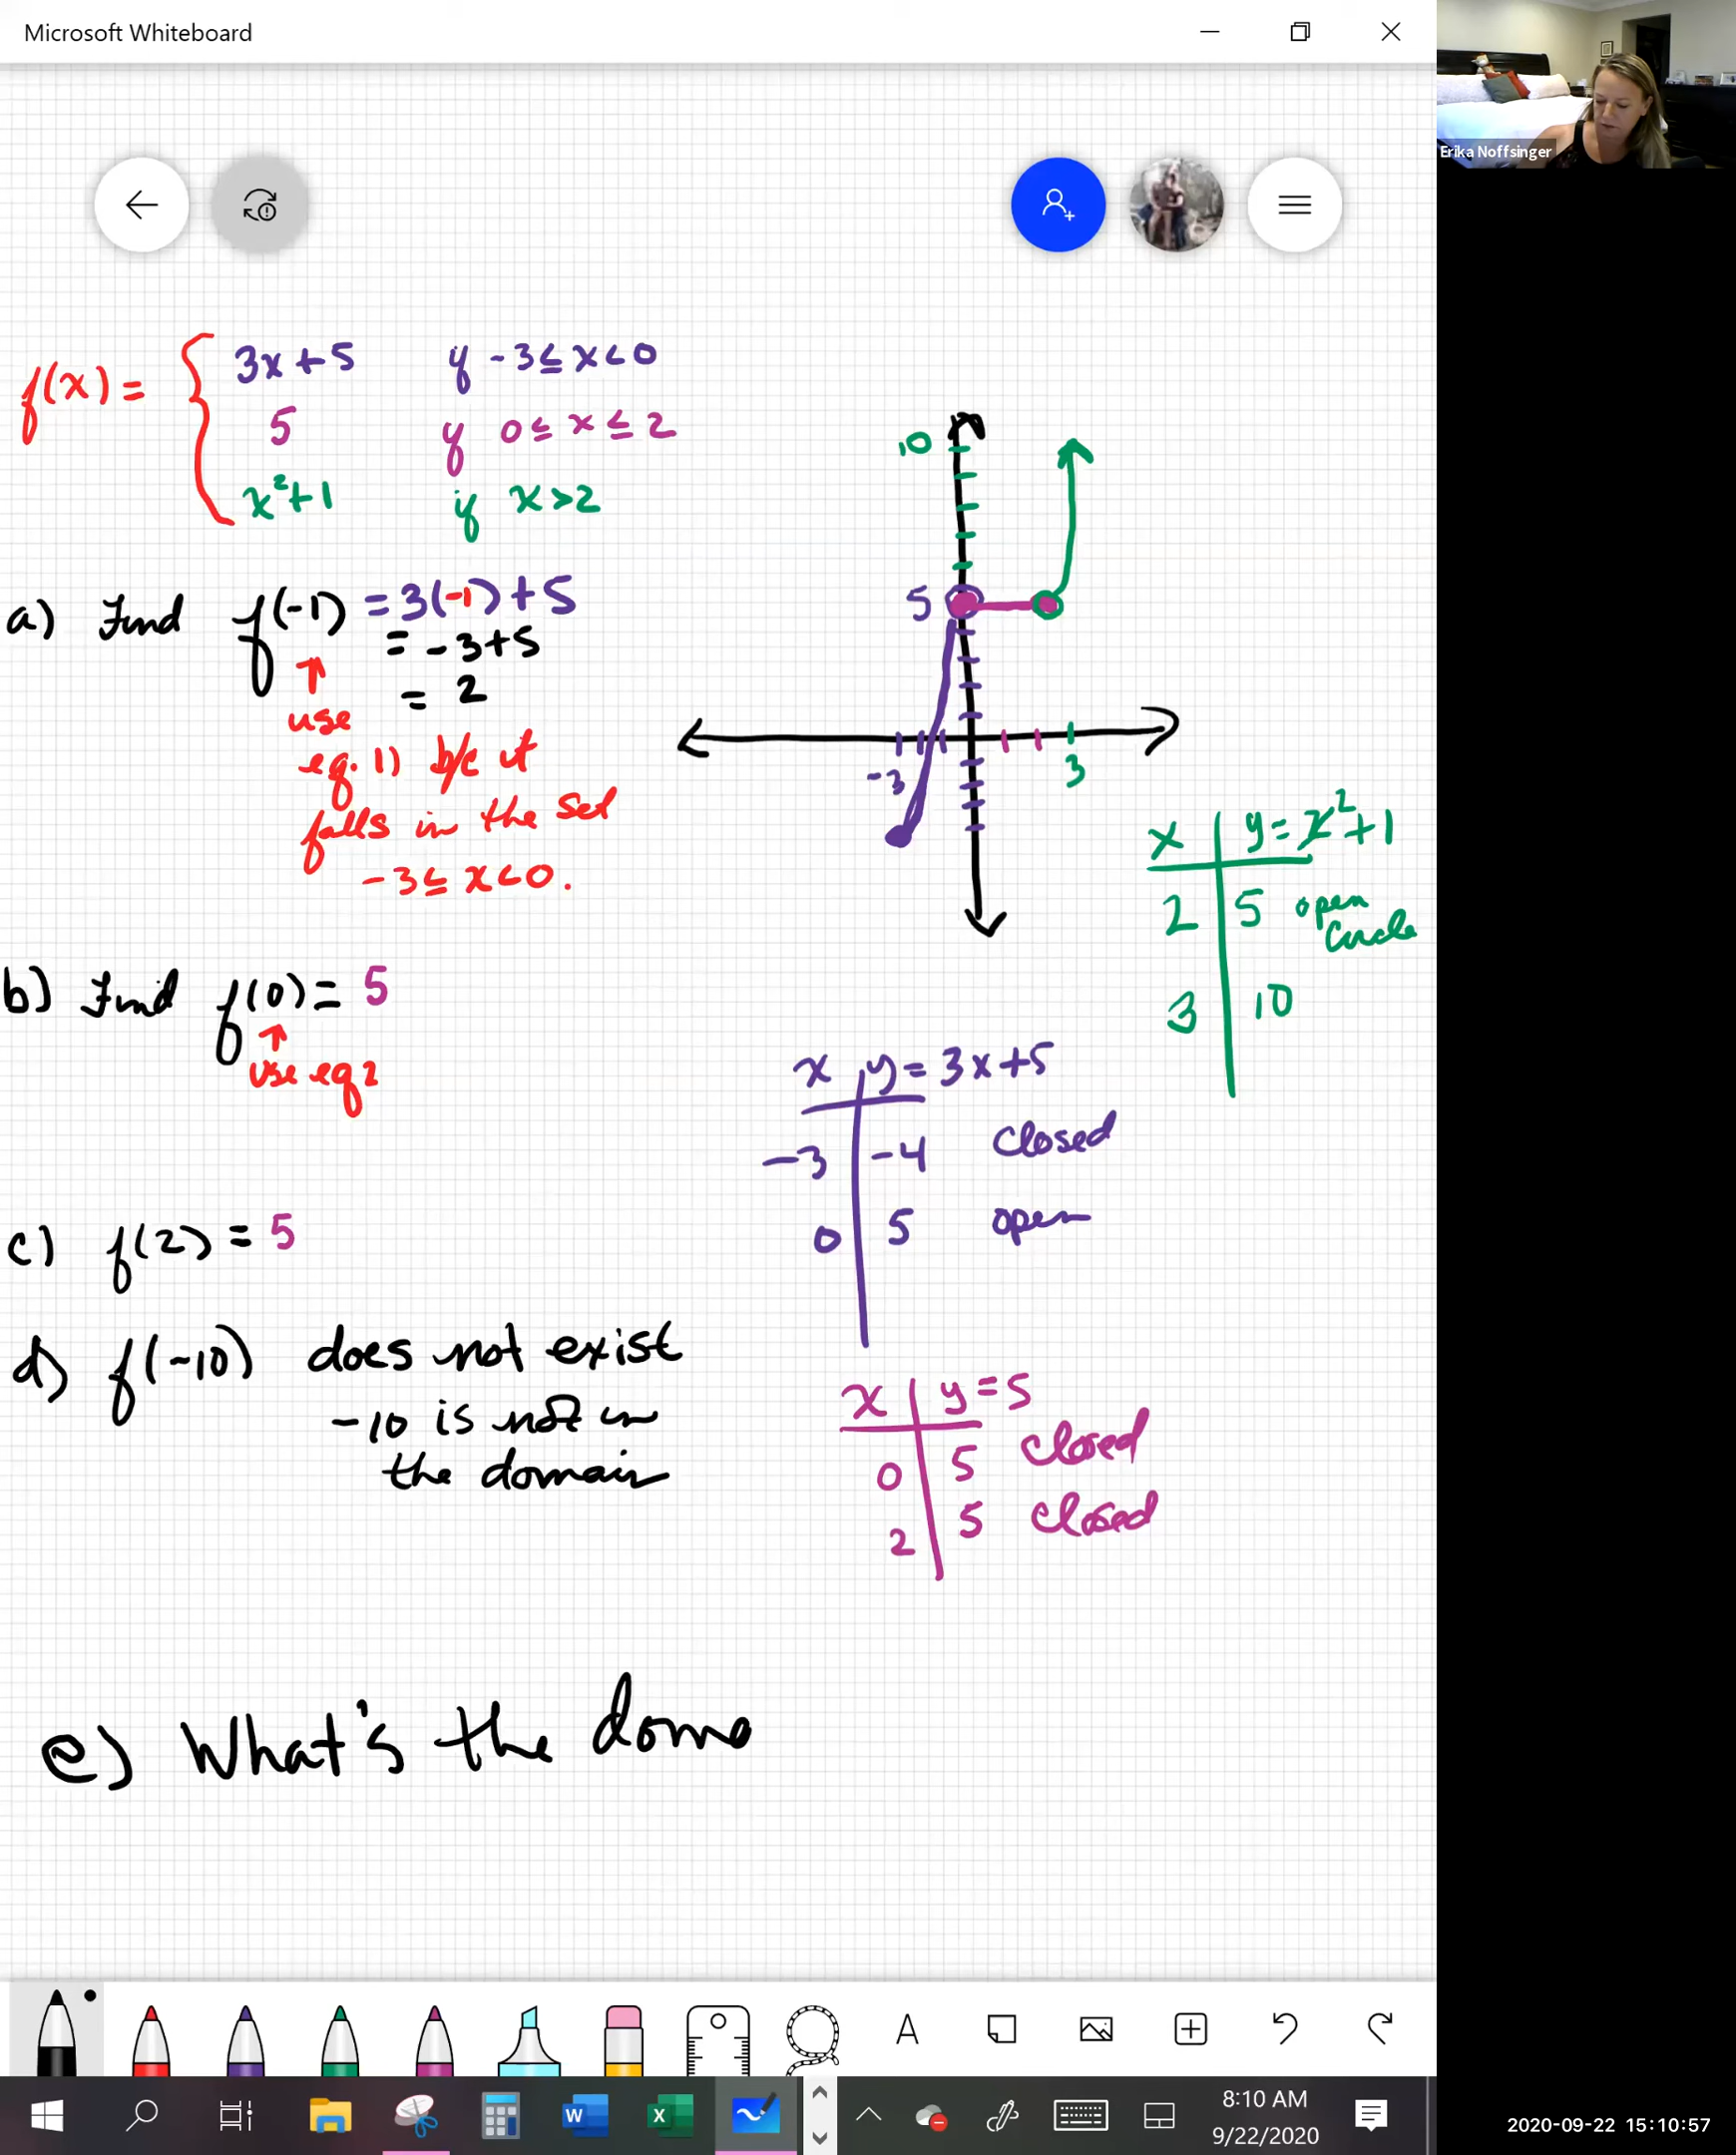 Microsoft Whiteboard
Erika Noffsinger
f(x) = { 3x+5 if -3 ≤ x < 0
5 if 0 ≤ x ≤ 2
x²+1 if x > 2
a) Find f(-1) = 3(-1) + 5
= -3+5
= 2
↑
use
eq. 1) b/c it
falls in the set
-3 ≤ x < 0.
b) Find f(0) = 5
↑
use eq 2
c) f(2) = 5
d) f(-10) does not exist
-10 is not in
the domain
e) What's the doma
10
5
-3
3
x | y = x²+1
2 | 5 open
circle
3 | 10
x | y = 3x+5
-3 | -4 closed
0 | 5 open
x | y = 5
0 | 5 closed
2 | 5 closed
A
W
X
8:10 AM
9/22/2020
2020-09-22 15:10:57